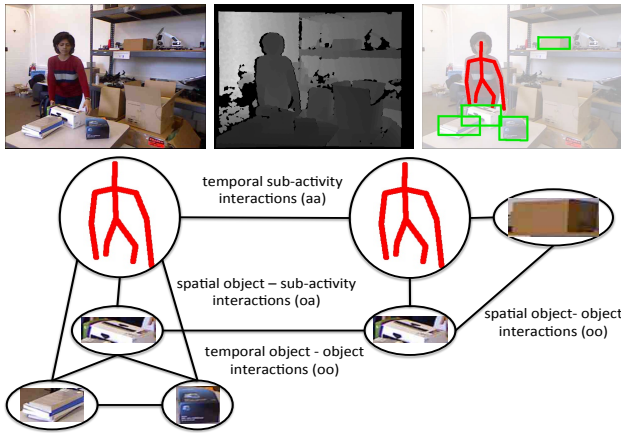 temporal sub-activity
interactions (aa)
spatial object – sub-activity
interactions (oa)
spatial object- object
interactions (oo)
temporal object - object
interactions (oo)